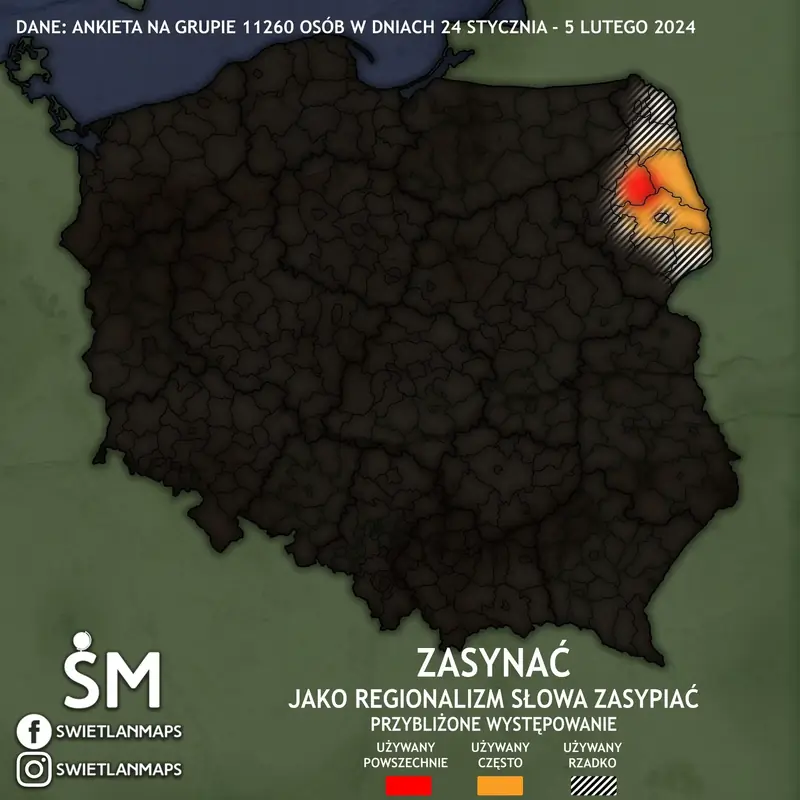 DANE: ANKIETA NA GRUPIE 11260 OSÓB W DNIACH 24 STYCZNIA - 5 LUTEGO 2024
ZASYNAĆ
JAKO REGIONALIZM SŁOWA ZASYPIAĆ
PRZYBLIŻONE WYSTĘPOWANIE
UŻYWANY POWSZECHNIE
UŻYWANY CZĘSTO
UŻYWANY RZADKO
ŚM
SWIETLANMAPS
SWIETLANMAPS